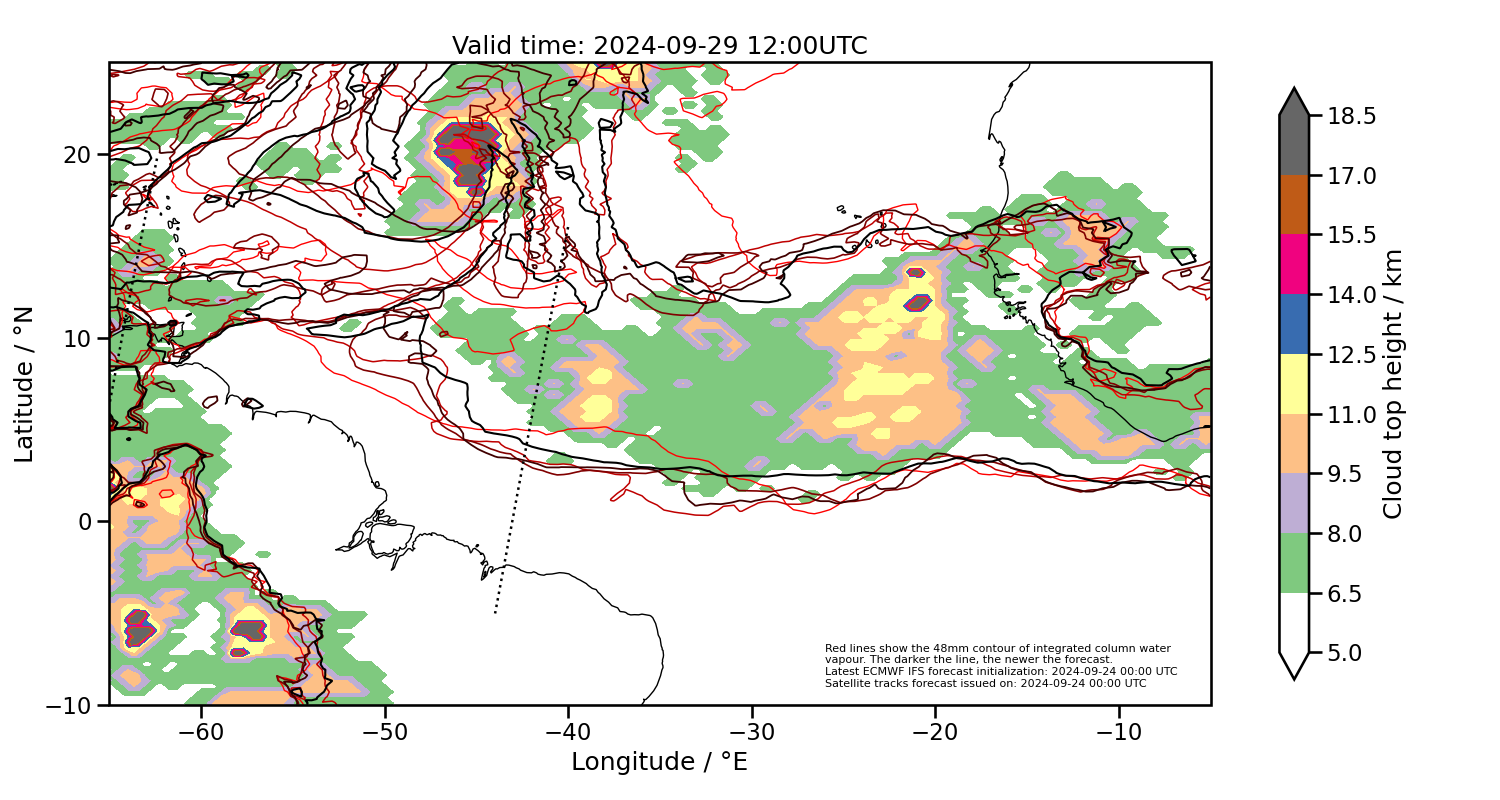 Valid time: 2024-09-29 12:00UTC
20
10
0
−10
Latitude / °N
−60
−50
−40
−30
−20
−10
Longitude / °E
Red lines show the 48mm contour of integrated column water
vapour. The darker the line, the newer the forecast.
Latest ECMWF IFS forecast initialization: 2024-09-24 00:00 UTC
Satellite tracks forecast issued on: 2024-09-24 00:00 UTC
18.5
17.0
15.5
14.0
12.5
11.0
9.5
8.0
6.5
5.0
Cloud top height / km